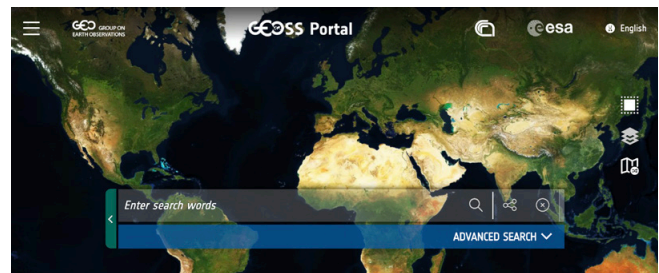 GEO GROUP ON
EARTH OBSERVATIONS
GEOSS Portal
esa
English
Enter search words
ADVANCED SEARCH